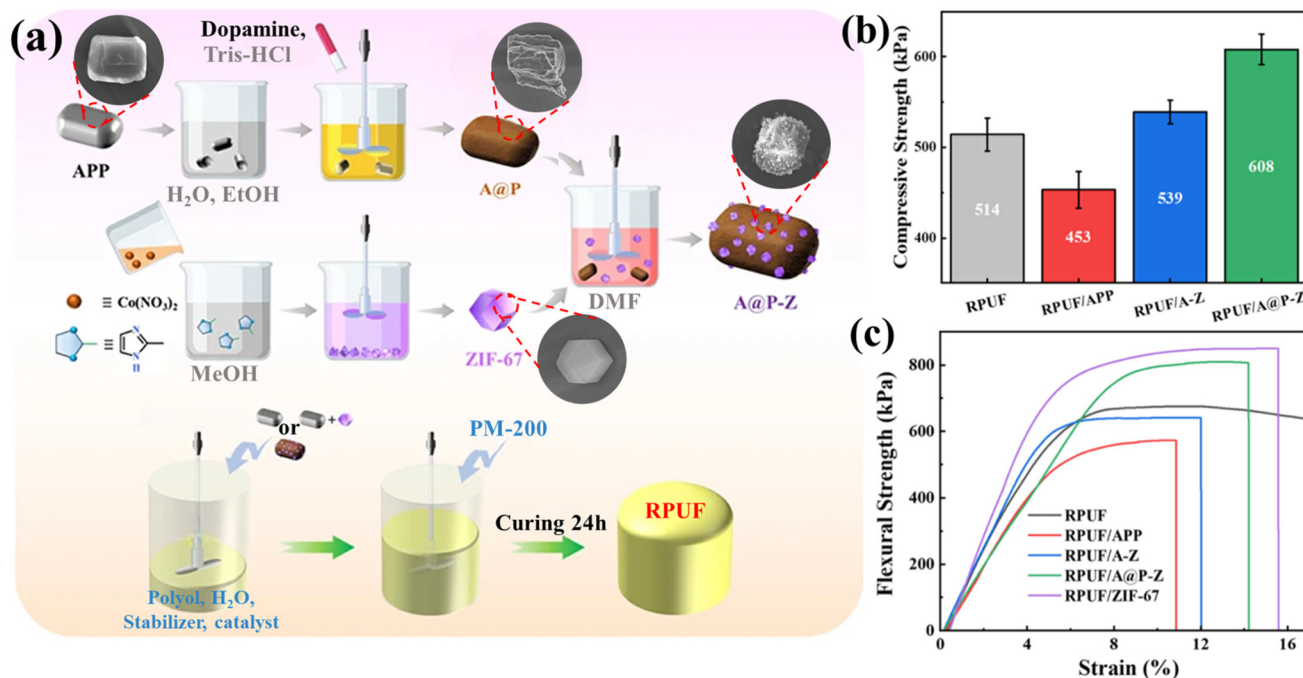 (a)
Dopamine,
Tris-HCl
APP
H₂O, EtOH
A@P
≡ Co(NO₃)₂
≡
N
N
H
MeOH
ZIF-67
DMF
A@P-Z
or
+
PM-200
Polyol, H₂O,
Stabilizer, catalyst
Curing 24h
RPUF
(b)
Compressive Strength (kPa)
600
500
400
514
453
539
608
RPUF
RPUF/APP
RPUF/A-Z
RPUF/A@P-Z
(c)
Flexural Strength (kPa)
800
600
400
200
0
RPUF
RPUF/APP
RPUF/A-Z
RPUF/A@P-Z
RPUF/ZIF-67
0
4
8
12
16
Strain (%)